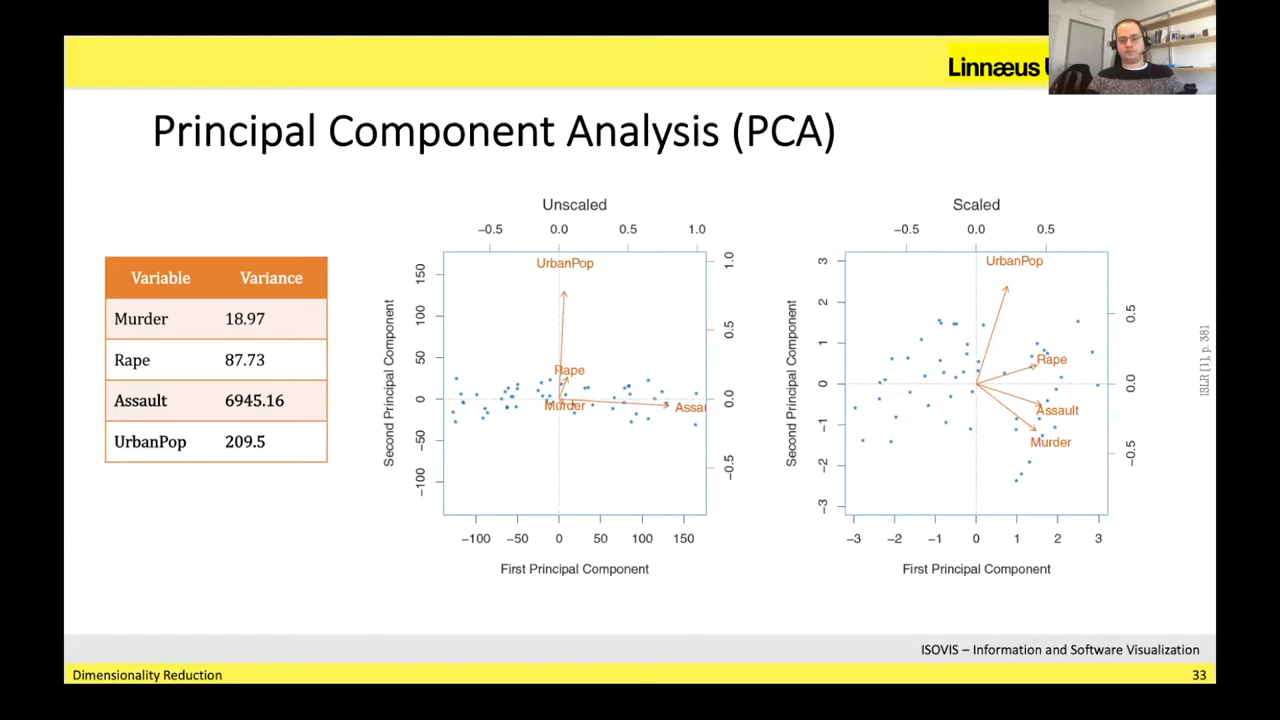 Linnæus
Principal Component Analysis (PCA)
Variable Variance
Murder 18.97
Rape 87.73
Assault 6945.16
UrbanPop 209.5
Unscaled
−0.5 0.0 0.5 1.0
UrbanPop
Rape
Murder
Assau
Second Principal Component
−100 −50 0 50 100 150
−0.5 0.0 0.5 1.0
−100 −50 0 50 100 150
First Principal Component
Scaled
−0.5 0.0 0.5
UrbanPop
Rape
Assault
Murder
Second Principal Component
−3 −2 −1 0 1 2 3
−0.5 0.0 0.5
−3 −2 −1 0 1 2 3
First Principal Component
ISLR [1], p. 381
ISOVIS – Information and Software Visualization
Dimensionality Reduction
33